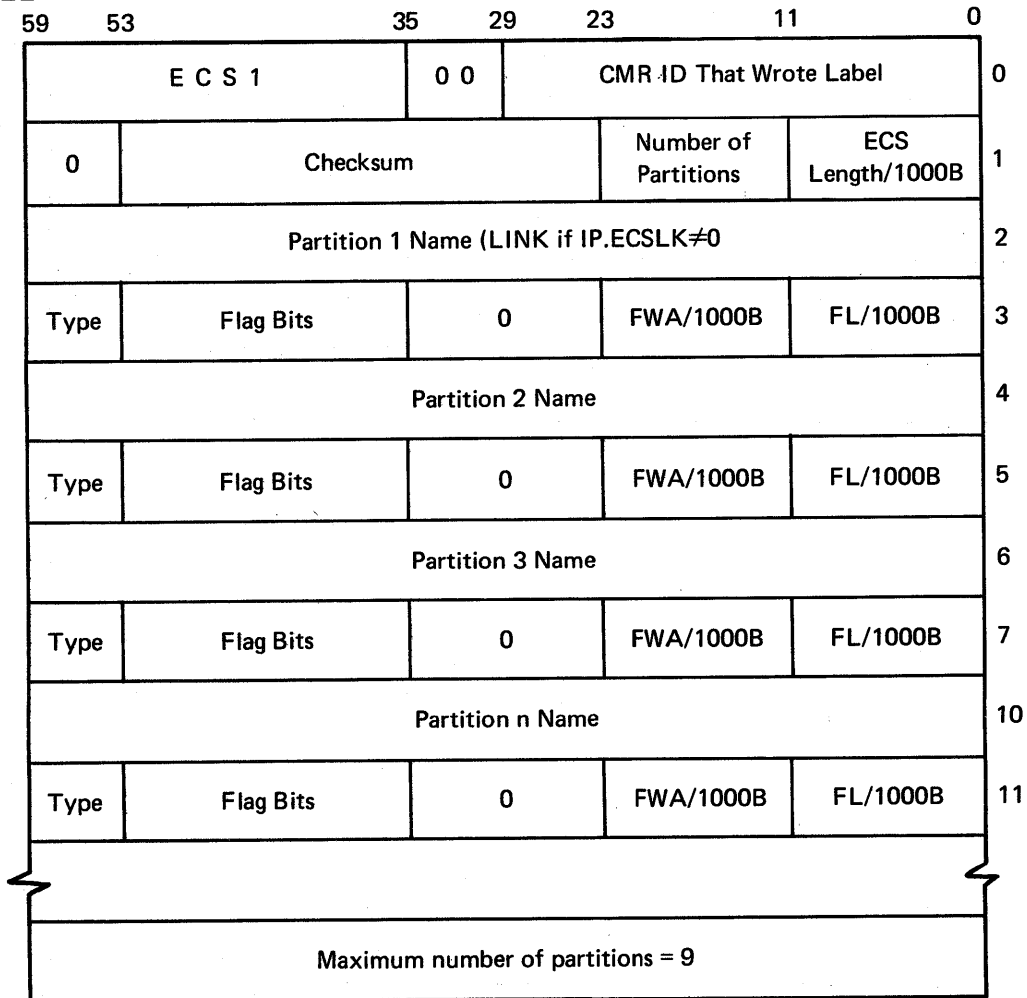 59 53 35 29 23 11 0
E C S 1 0 0 CMR ID That Wrote Label 0
0 Checksum Number of Partitions ECS Length/1000B 1
Partition 1 Name (LINK if IP.ECSLK≠0 2
Type Flag Bits 0 FWA/1000B FL/1000B 3
Partition 2 Name 4
Type Flag Bits 0 FWA/1000B FL/1000B 5
Partition 3 Name 6
Type Flag Bits 0 FWA/1000B FL/1000B 7
Partition n Name 10
Type Flag Bits 0 FWA/1000B FL/1000B 11
Maximum number of partitions = 9